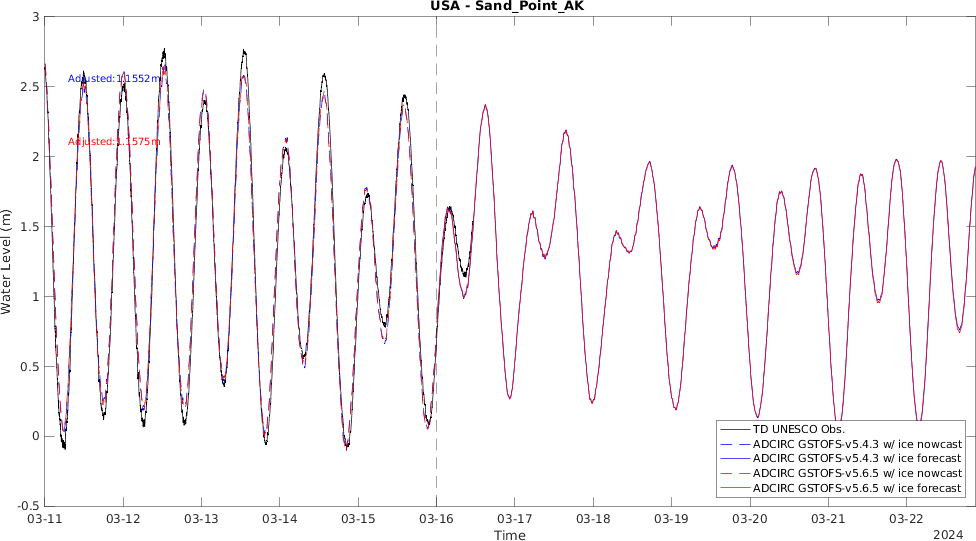 USA - Sand_Point_AK
3
2.5
2
1.5
1
0.5
0
-0.5
Water Level (m)
Adjusted:1.1552m
Adjusted:1.1575m
TD UNESCO Obs.
ADCIRC GSTOFS-v5.4.3 w/ ice nowcast
ADCIRC GSTOFS-v5.4.3 w/ ice forecast
ADCIRC GSTOFS-v5.6.5 w/ ice nowcast
ADCIRC GSTOFS-v5.6.5 w/ ice forecast
03-11 03-12 03-13 03-14 03-15 03-16 03-17 03-18 03-19 03-20 03-21 03-22
Time
2024